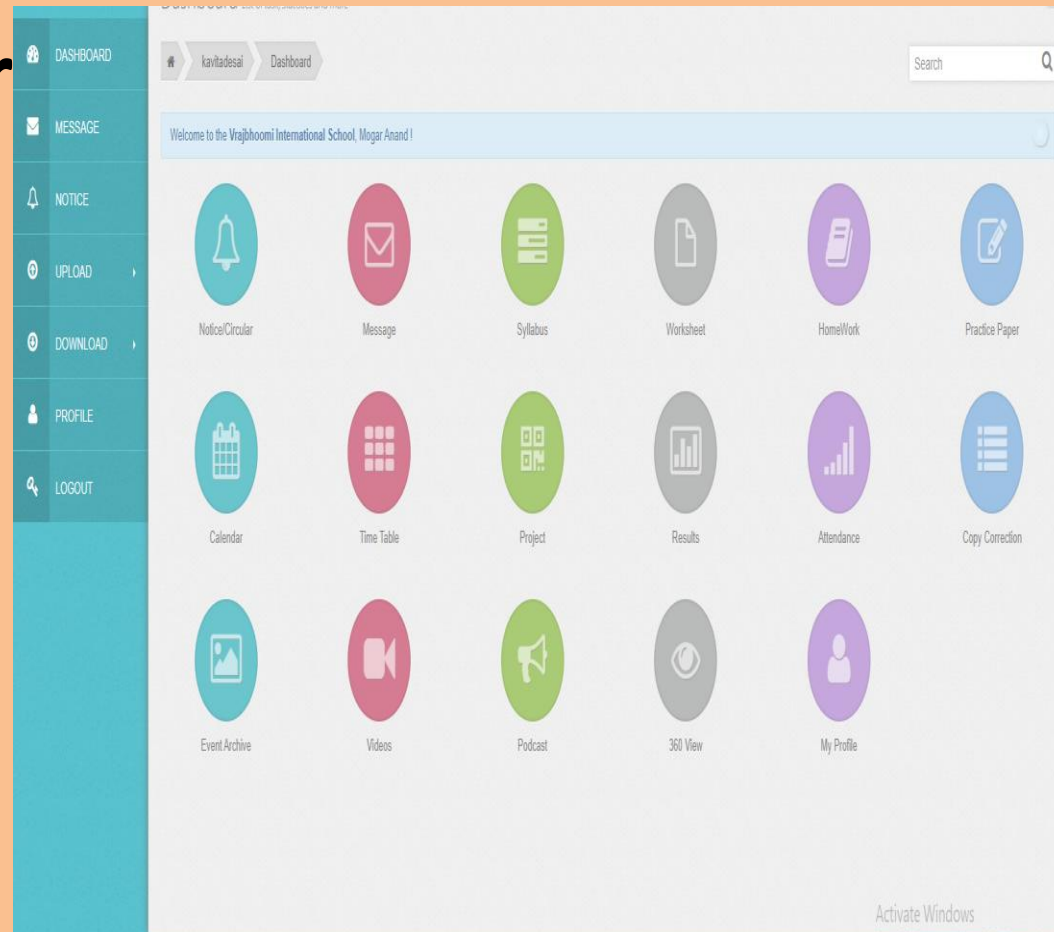 DASHBOARD
kavitadesai
Dashboard
Search
Welcome to the Vrajbhoomi International School, Mogar Anand !
DASHBOARD
MESSAGE
NOTICE
UPLOAD
DOWNLOAD
PROFILE
LOGOUT
Notice/Circular
Message
Syllabus
Worksheet
HomeWork
Practice Paper
Calendar
Time Table
Project
Results
Attendance
Copy Correction
Event Archive
Videos
Podcast
360 View
My Profile
Activate Windows